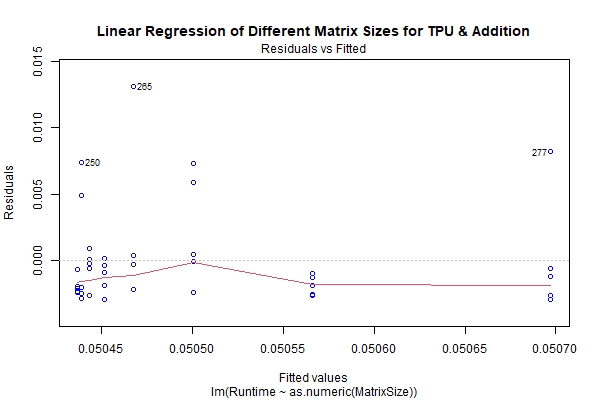 Linear Regression of Different Matrix Sizes for TPU & Addition
Residuals vs Fitted
0.015
265
0.010
277
250
0.005
Residuals
0.000
0.05045 0.05050 0.05055 0.05060 0.05065 0.05070
Fitted values
lm(Runtime ~ as.numeric(MatrixSize))